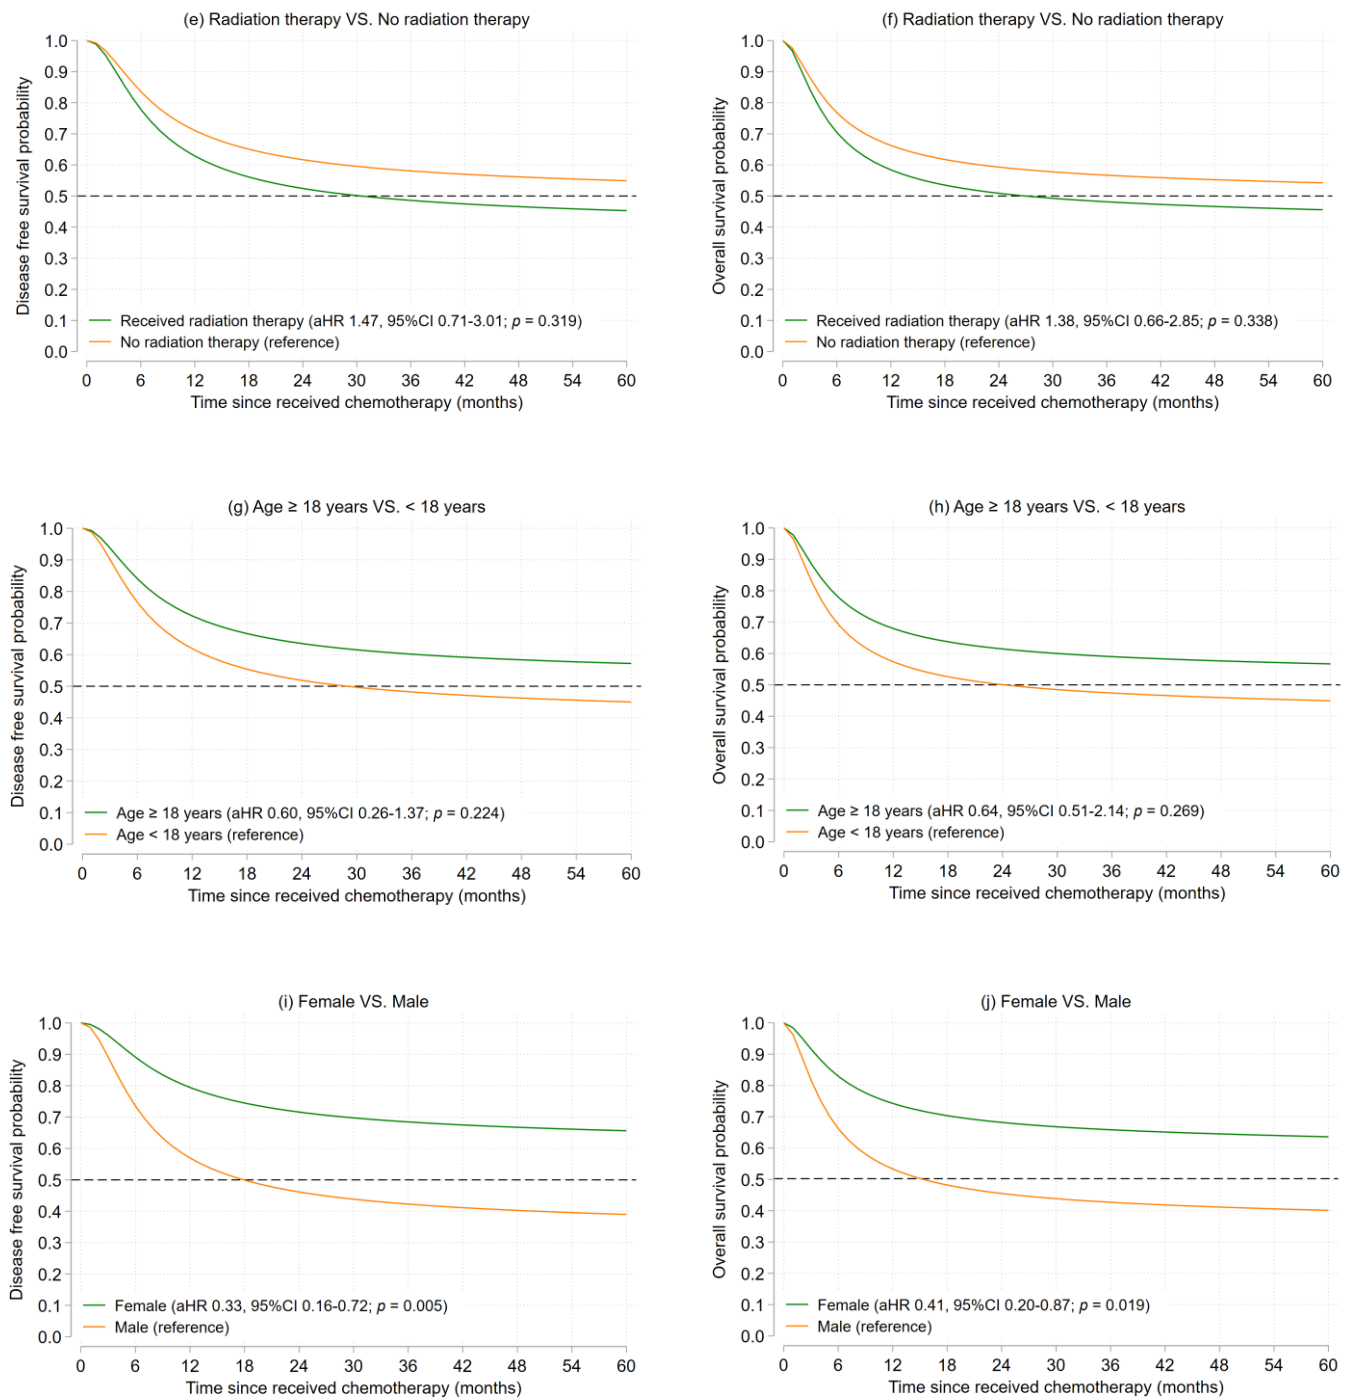 (e) Radiation therapy VS. No radiation therapy
Disease free survival probability
1.0
0.9
0.8
0.7
0.6
0.5
0.4
0.3
0.2
0.1
0.0
Received radiation therapy (aHR 1.47, 95%CI 0.71-3.01; p = 0.319)
No radiation therapy (reference)
0 6 12 18 24 30 36 42 48 54 60
Time since received chemotherapy (months)
(f) Radiation therapy VS. No radiation therapy
Overall survival probability
1.0
0.9
0.8
0.7
0.6
0.5
0.4
0.3
0.2
0.1
0.0
Received radiation therapy (aHR 1.38, 95%CI 0.66-2.85; p = 0.338)
No radiation therapy (reference)
0 6 12 18 24 30 36 42 48 54 60
Time since received chemotherapy (months)
(g) Age ≥ 18 years VS. < 18 years
Disease free survival probability
1.0
0.9
0.8
0.7
0.6
0.5
0.4
0.3
0.2
0.1
0.0
Age ≥ 18 years (aHR 0.60, 95%CI 0.26-1.37; p = 0.224)
Age < 18 years (reference)
0 6 12 18 24 30 36 42 48 54 60
Time since received chemotherapy (months)
(h) Age ≥ 18 years VS. < 18 years
Overall survival probability
1.0
0.9
0.8
0.7
0.6
0.5
0.4
0.3
0.2
0.1
0.0
Age ≥ 18 years (aHR 0.64, 95%CI 0.51-2.14; p = 0.269)
Age < 18 years (reference)
0 6 12 18 24 30 36 42 48 54 60
Time since received chemotherapy (months)
(i) Female VS. Male
Disease free survival probability
1.0
0.9
0.8
0.7
0.6
0.5
0.4
0.3
0.2
0.1
0.0
Female (aHR 0.33, 95%CI 0.16-0.72; p = 0.005)
Male (reference)
0 6 12 18 24 30 36 42 48 54 60
Time since received chemotherapy (months)
(j) Female VS. Male
Overall survival probability
1.0
0.9
0.8
0.7
0.6
0.5
0.4
0.3
0.2
0.1
0.0
Female (aHR 0.41, 95%CI 0.20-0.87; p = 0.019)
Male (reference)
0 6 12 18 24 30 36 42 48 54 60
Time since received chemotherapy (months)